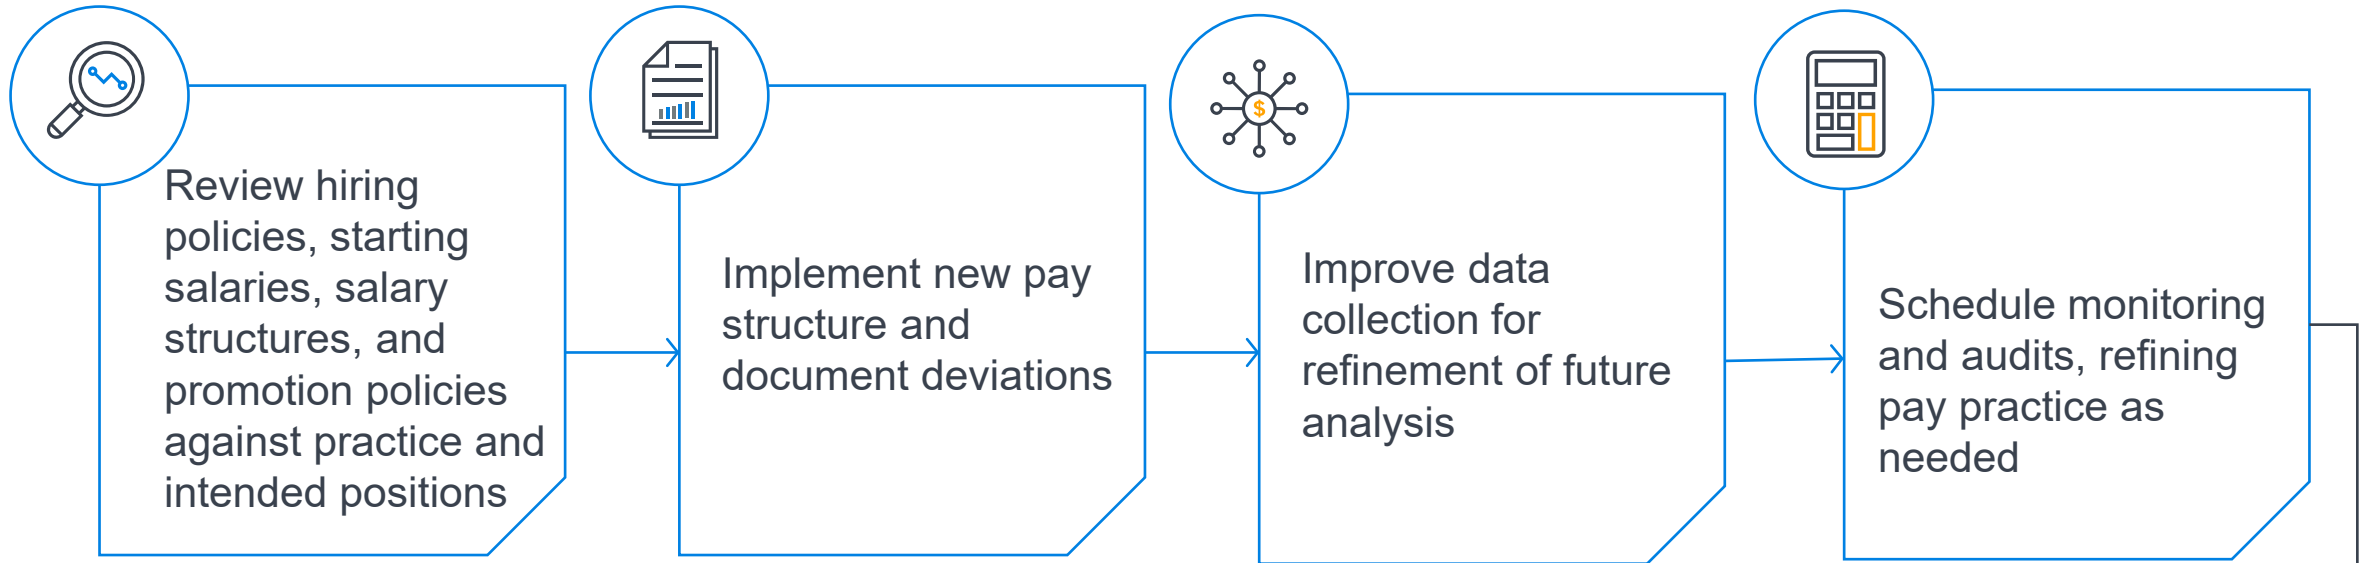 Review hiring
policies, starting
salaries, salary
structures, and
promotion policies
against practice and
intended positions
Implement new pay
structure and
document deviations
$
Improve data
collection for
refinement of future
analysis
Schedule monitoring
and audits, refining
pay practice as
needed